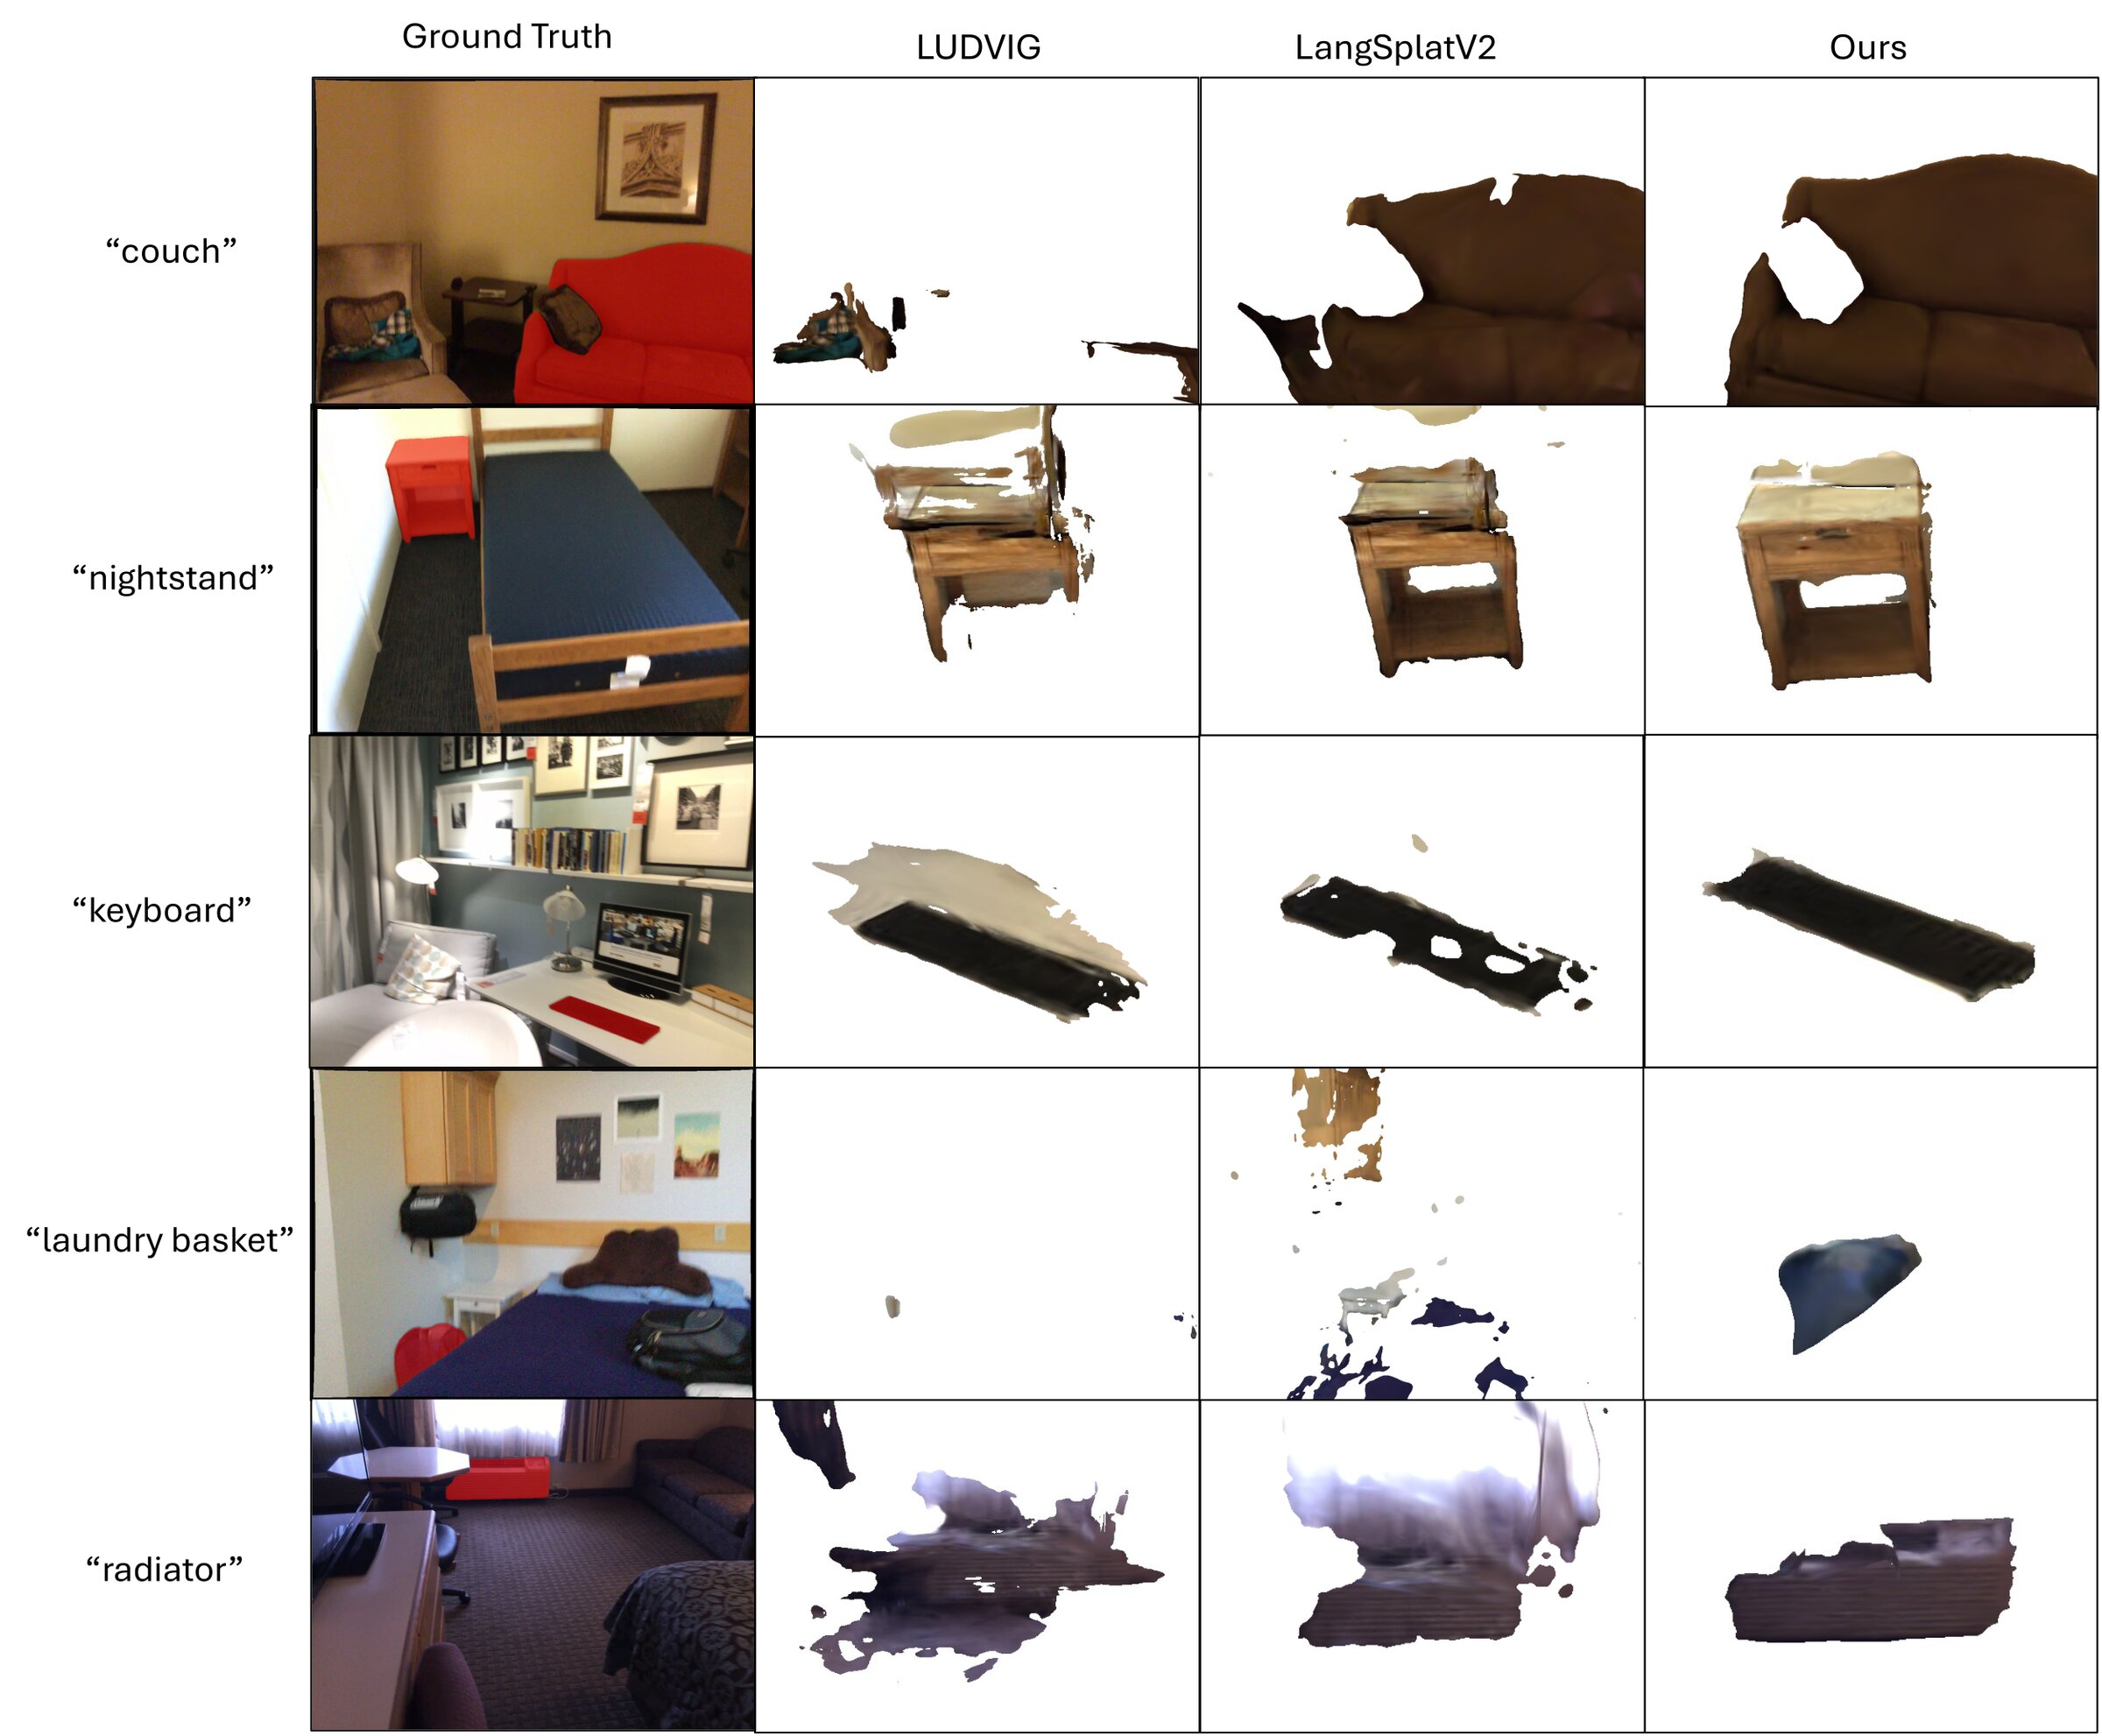 Ground Truth
LUDVIG
LangSplatV2
Ours
“couch”
“nightstand”
“keyboard”
“laundry basket”
“radiator”